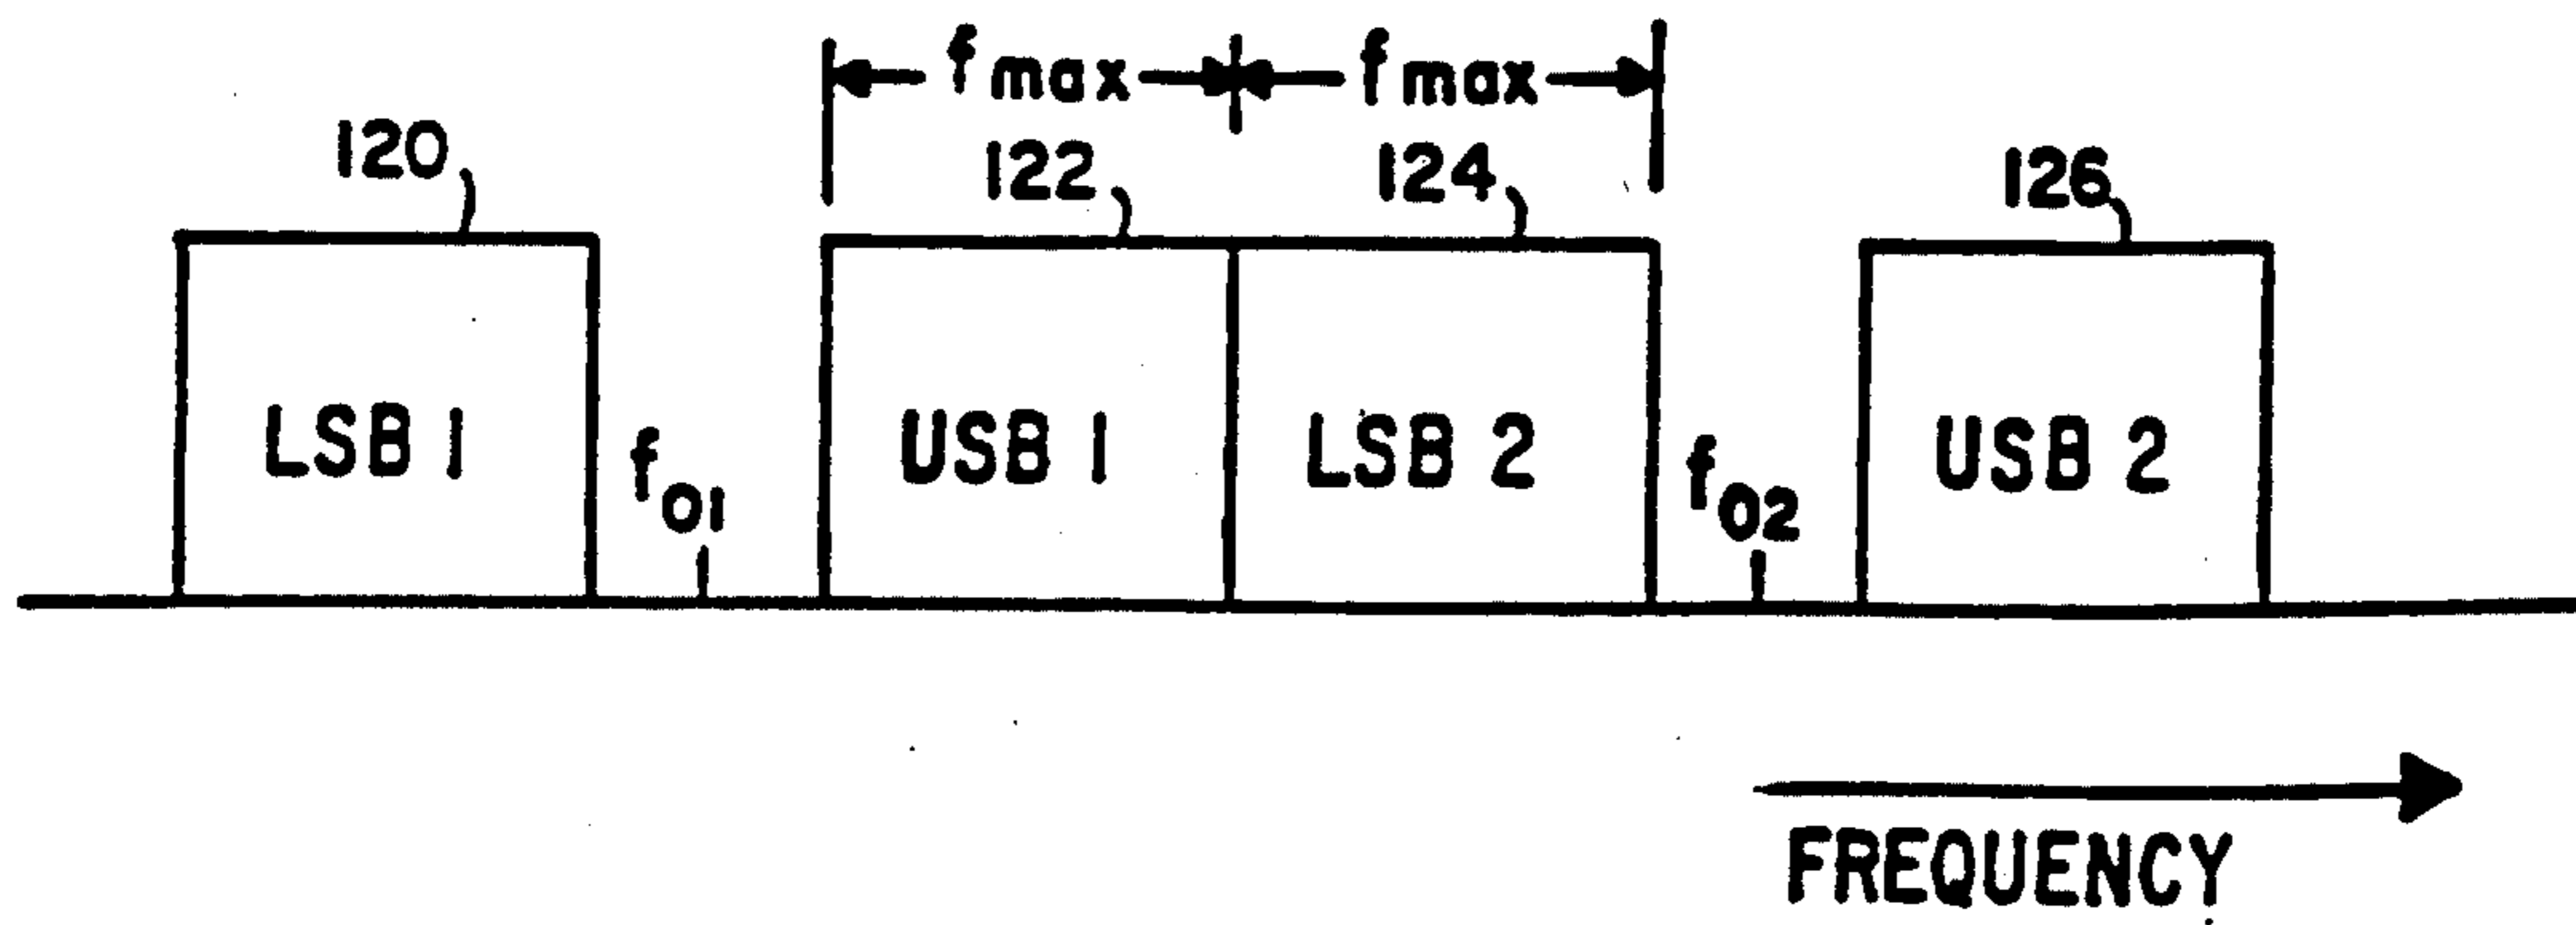 fmax fmax
120 122 124 126
LSB 1 USB 1 LSB 2 USB 2
f01 f02
FREQUENCY